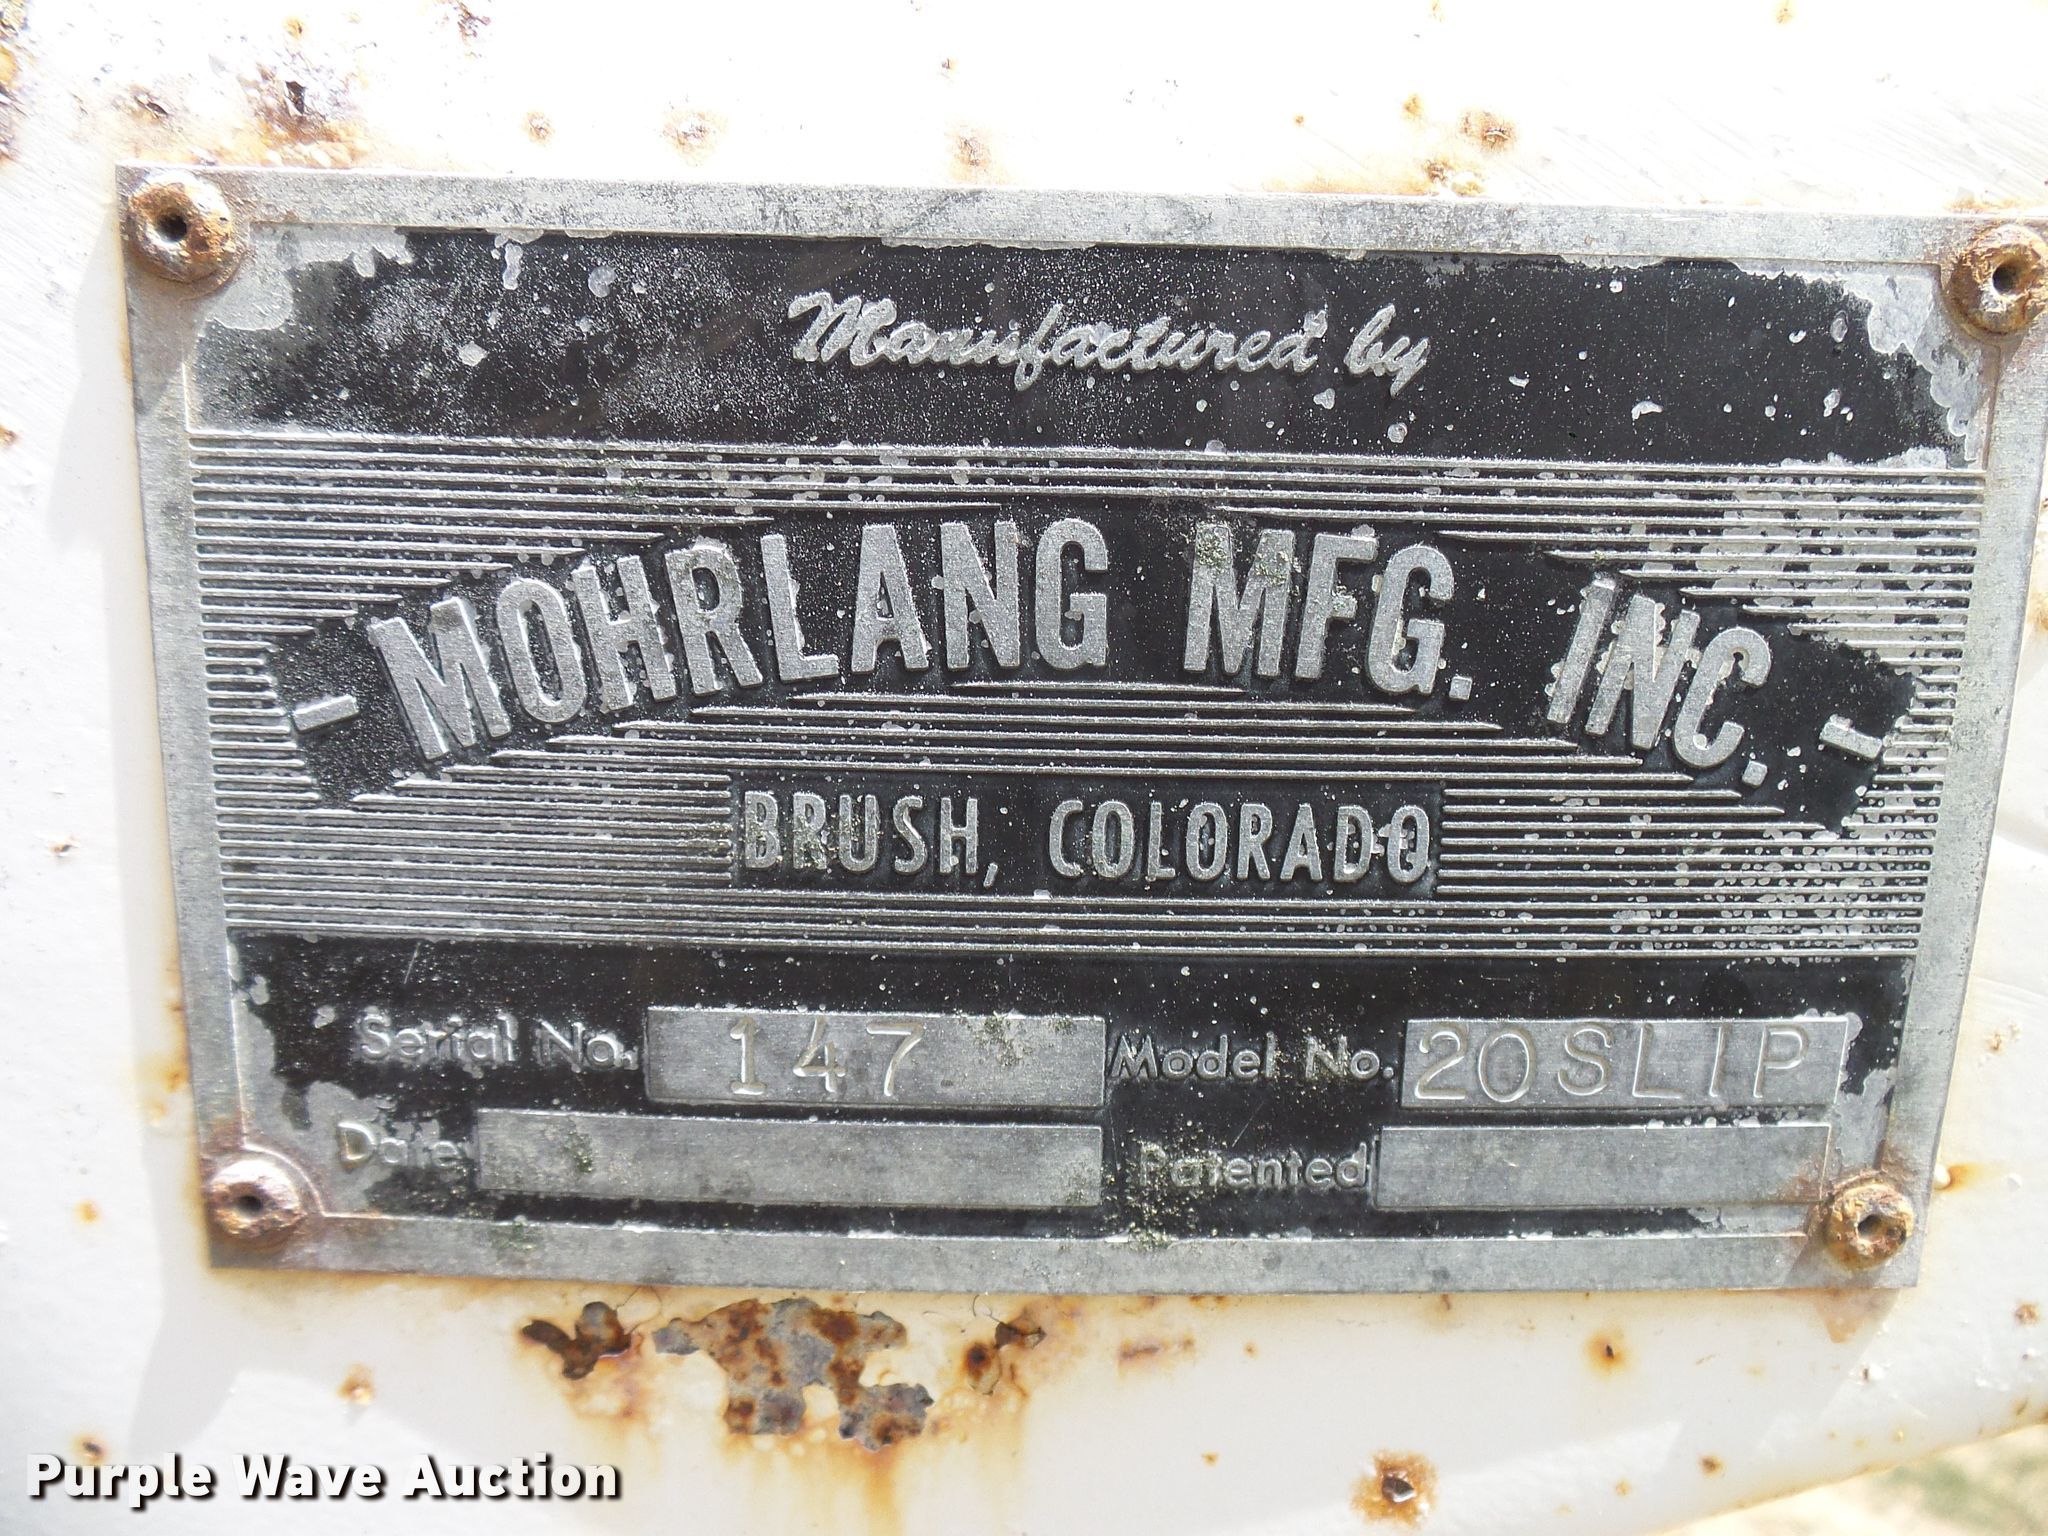 Manufactured by
- MOHRLANG MFG. INC. -
BRUSH, COLORADO
Serial No. 147 Model No. 20SLIP
Date Patented
Purple Wave Auction